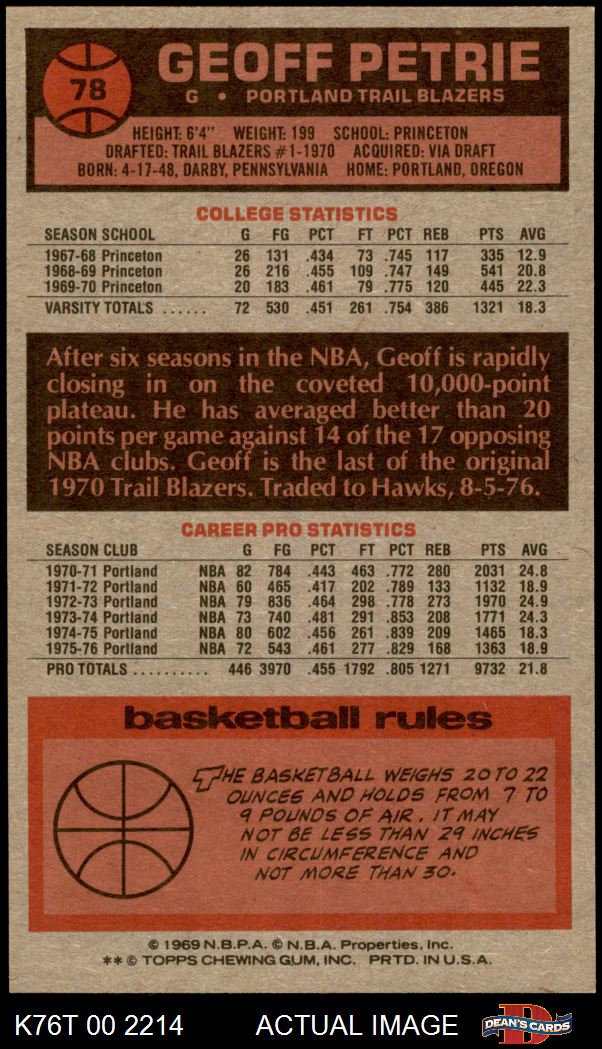 78
GEOFF PETRIE
G • PORTLAND TRAIL BLAZERS
HEIGHT: 6'4" WEIGHT: 199 SCHOOL: PRINCETON
DRAFTED: TRAIL BLAZERS #1-1970 ACQUIRED: VIA DRAFT
BORN: 4-17-48, DARBY, PENNSYLVANIA HOME: PORTLAND, OREGON
COLLEGE STATISTICS
SEASON SCHOOL G FG PCT FT PCT REB PTS AVG
1967-68 Princeton 26 131 .434 73 .745 117 335 12.9
1968-69 Princeton 26 216 .455 109 .747 149 541 20.8
1969-70 Princeton 20 183 .461 79 .775 120 445 22.3
VARSITY TOTALS ...... 72 530 .451 261 .754 386 1321 18.3
After six seasons in the NBA, Geoff is rapidly
closing in on the coveted 10,000-point
plateau. He has averaged better than 20
points per game against 14 of the 17 opposing
NBA clubs. Geoff is the last of the original
1970 Trail Blazers. Traded to Hawks, 8-5-76.
CAREER PRO STATISTICS
SEASON CLUB G FG PCT FT PCT REB PTS AVG
1970-71 Portland NBA 82 784 .443 463 .772 280 2031 24.8
1971-72 Portland NBA 60 465 .417 202 .789 133 1132 18.9
1972-73 Portland NBA 79 836 .464 298 .778 273 1970 24.9
1973-74 Portland NBA 73 740 .481 291 .853 208 1771 24.3
1974-75 Portland NBA 80 602 .456 261 .839 209 1465 18.3
1975-76 Portland NBA 72 543 .461 277 .829 168 1363 18.9
PRO TOTALS .......... 446 3970 .455 1792 .805 1271 9732 21.8
basketball rules
THE BASKETBALL WEIGHS 20 TO 22
OUNCES AND HOLDS FROM 7 TO
9 POUNDS OF AIR. IT MAY
NOT BE LESS THAN 29 INCHES
IN CIRCUMFERENCE AND
NOT MORE THAN 30.
© 1969 N.B.P.A. © N.B.A. Properties, Inc.
** © TOPPS CHEWING GUM, INC. PRTD. IN U.S.A.
K76T 00 2214 ACTUAL IMAGE
D
DEAN'S CARDS